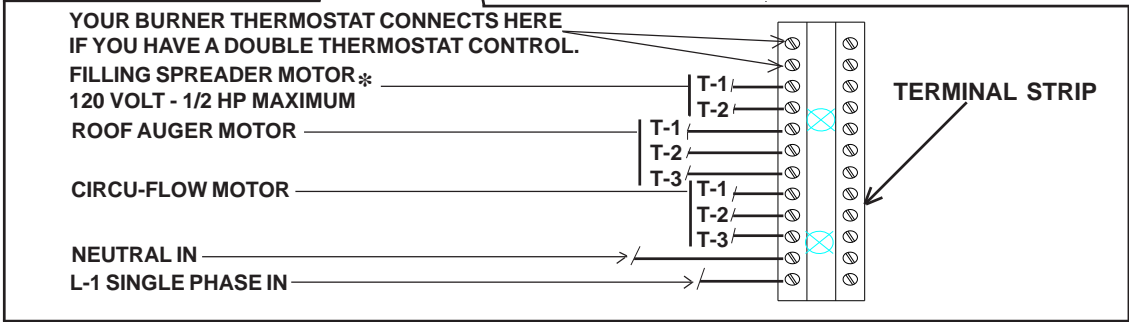 YOUR BURNER THERMOSTAT CONNECTS HERE
IF YOU HAVE A DOUBLE THERMOSTAT CONTROL.
FILLING SPREADER MOTOR*
120 VOLT - 1/2 HP MAXIMUM
T-1
T-2
ROOF AUGER MOTOR
T-1
T-2
T-3
CIRCU-FLOW MOTOR
T-1
T-2
T-3
NEUTRAL IN
L-1 SINGLE PHASE IN
TERMINAL STRIP